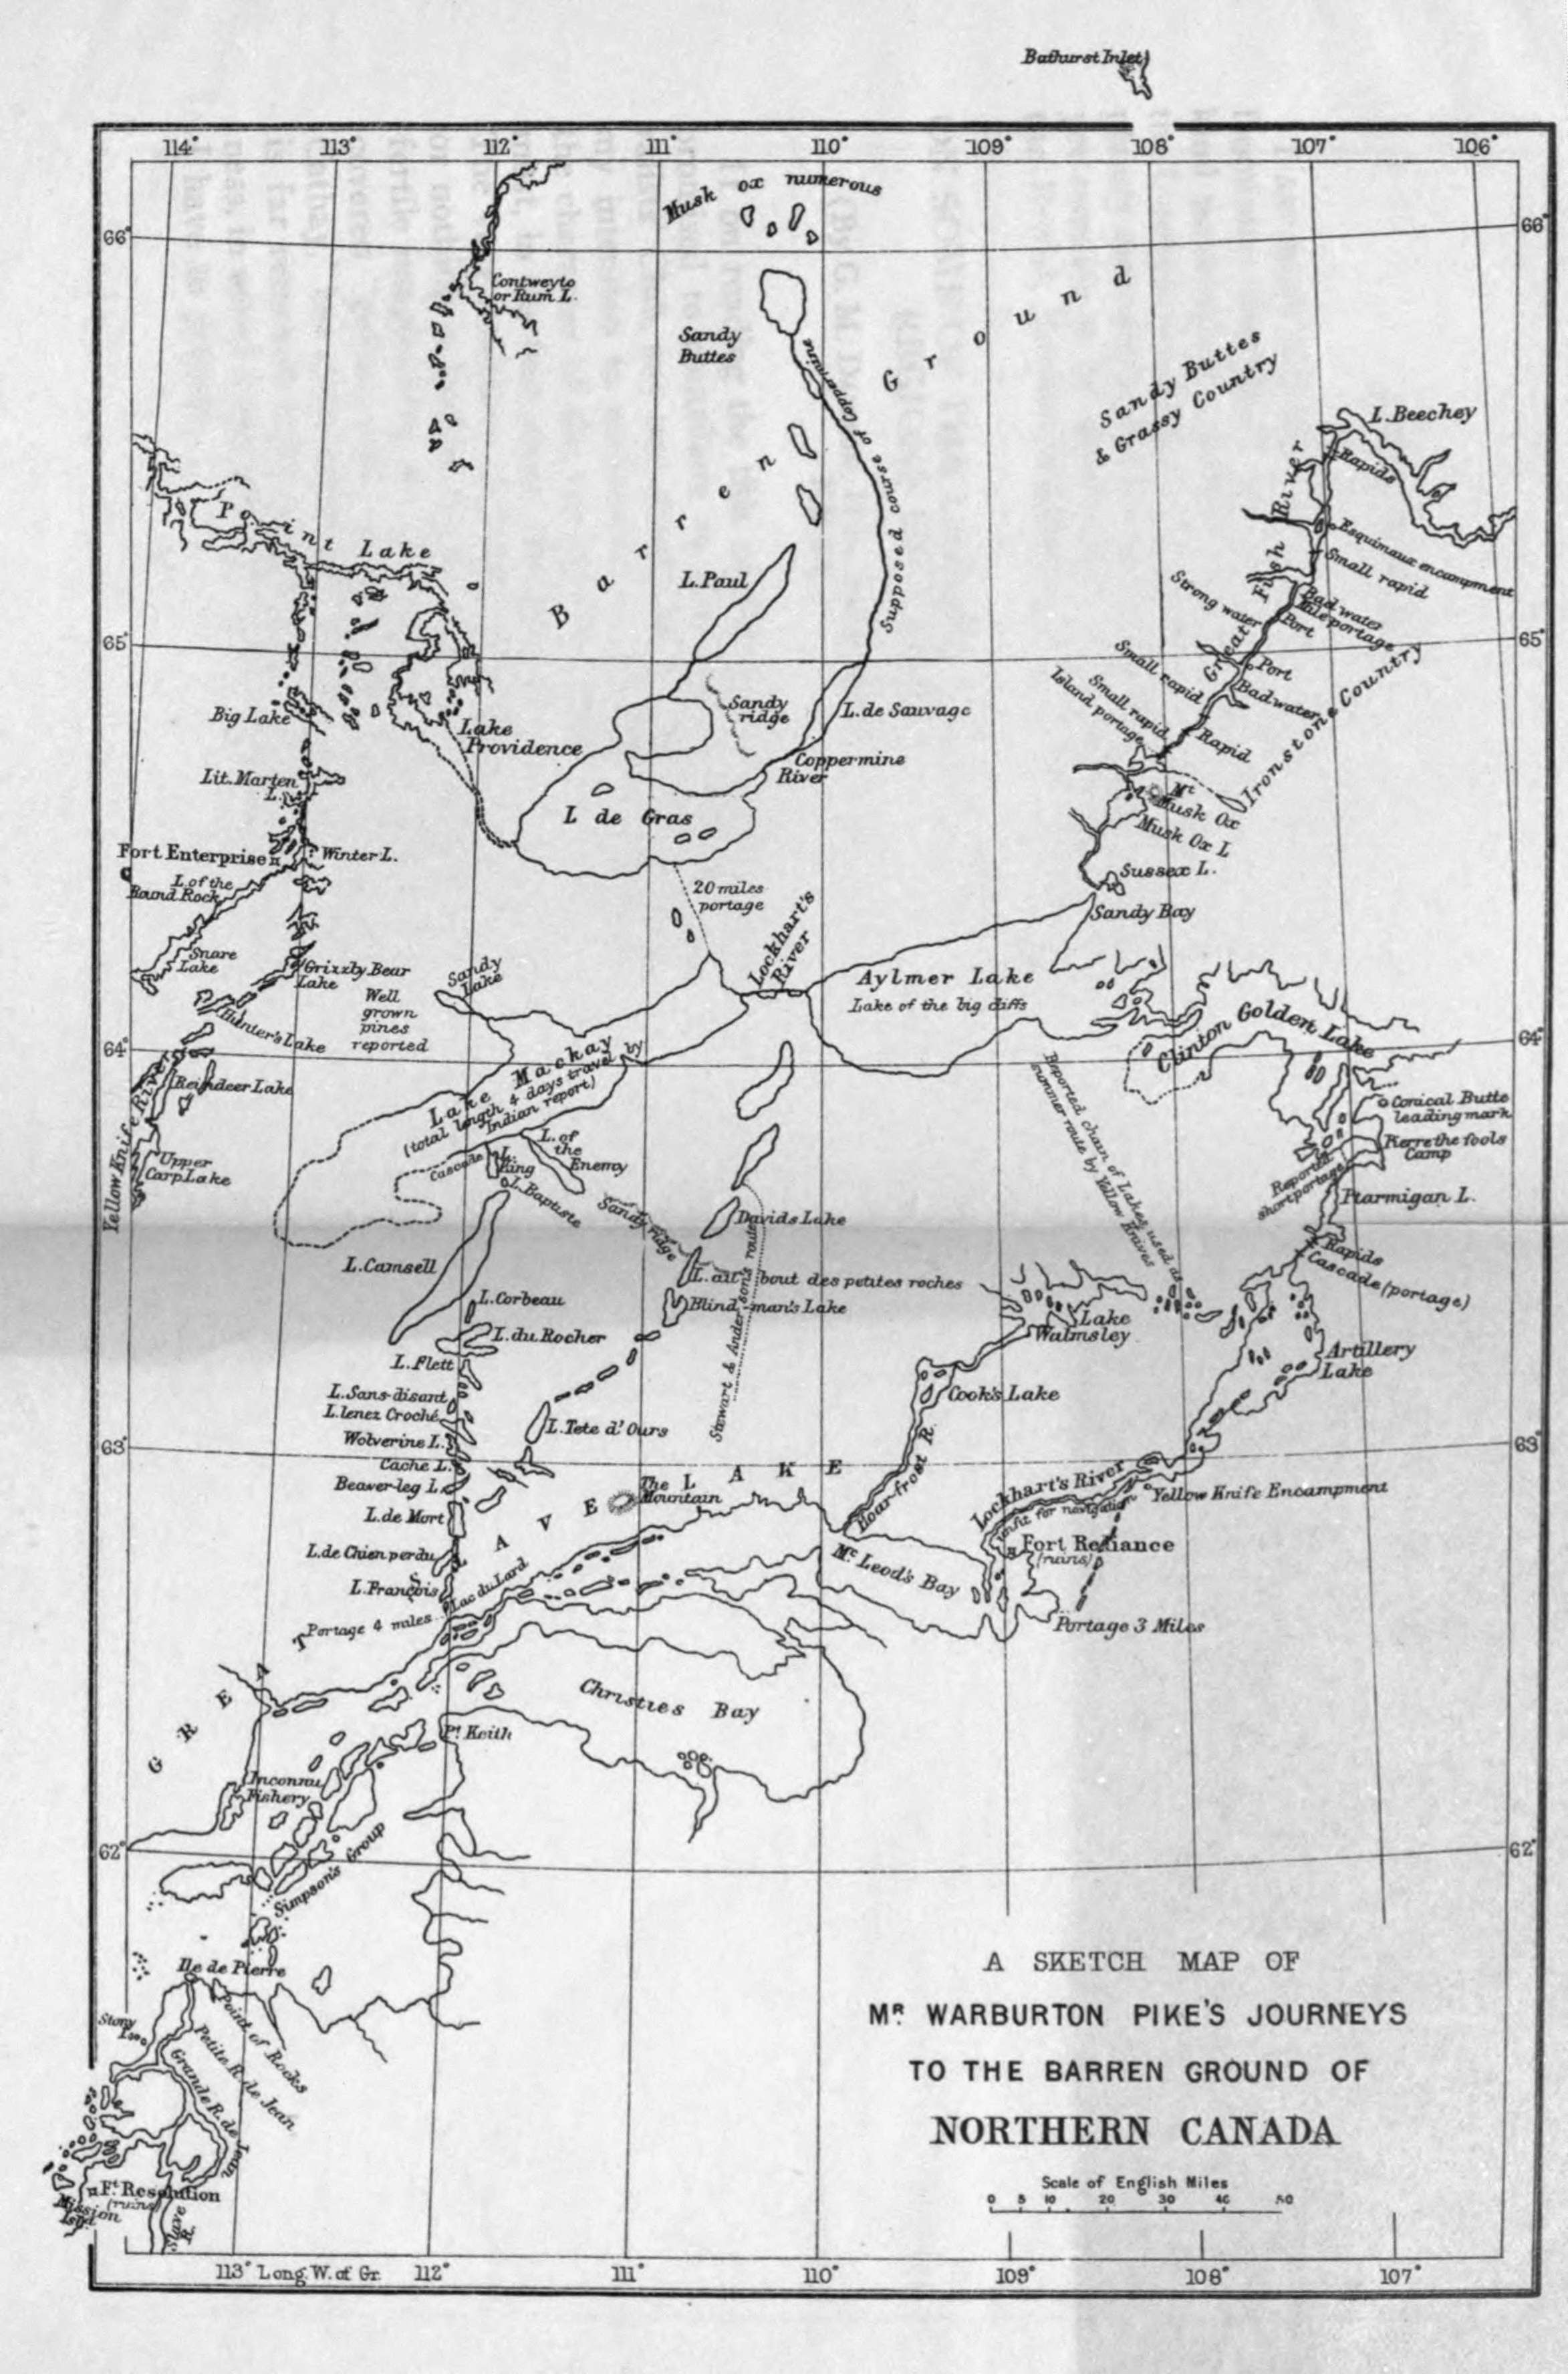 Bathurst Inlet
114° 113° 112° 111° 110° 109° 108° 107° 106°
Musk ox numerous
66° 66°
Contweyto
or Rum L.
Sandy
Buttes
Barren Ground
Supposed course of Coppermine
Sandy Buttes
& Grassy Country
L. Beechey
Rapids
Great Fish River
Esquimaux encampment
Small rapid
Bad water
Mile portage
Port
Strong water
Point Lake
L. Paul
65° 65°
Port
Bad water
Small rapid
Small rapid
Island portage
Rapid
Ironstone Country
Big Lake
Lake
Providence
Sandy
ridge
L. de Sauvage
Coppermine
River
Lit. Marten
L.
L de Gras
Mt
Musk Ox
Musk Ox L
Fort Enterprise
Winter L.
L of the
Round Rock
Sussex L.
20 miles
portage
Sandy Bay
Lockhart's
River
Snare
Lake
Grizzly Bear
Lake
Sandy
Lake
Aylmer Lake
Lake of the big cliffs
Well
grown
pines
reported
Hunter's Lake
Clinton Golden Lake
64° 64°
Lake Mackay
(total length 4 days travel by
Indian report)
Reindeer Lake
Yellow Knife River
Reported chain of Lakes used as
summer route by Yellow Knives
Conical Butte
leading mark
Pierre the fools
Camp
Upper
Carp Lake
Cascade
L.
King
L. of
the
Enemy
L. Baptiste
Reported
short portage
Ptarmigan L.
Sandy ridge
Davids Lake
Rapids
Cascade (portage)
L. Camsell
L. au bout des petites roches
Stewart & Anderson's route
L. Corbeau
Blind-man's Lake
L. du Rocher
Lake
Walmsley
L. Flett
Artillery
Lake
L. Sans-disant
L. lenez Croché
Cook's Lake
Wolverine L.
L. Tete d'Ours
63° 63°
Cache L.
Beaver-leg L.
The
Mountain
Hoar-frost R.
Lockhart's River
unfit for navigation
Yellow Knife Encampment
L. de Mort
GREAT SLAVE LAKE
L. de Chien perdu
Fort Reliance
(ruins)
Mc Leod's Bay
L. François
Lac du Lard
Portage 4 miles
Portage 3 Miles
Christies Bay
Pt. Keith
Inconnu
Fishery
62° 62°
Simpson's Group
Ile de Pierre
Stony
I.
Point of Rocks
Petite R. de Jean
Grande R. de Jean
Ft. Resolution
(ruins)
Mission
Isld.
Slave
R.
A SKETCH MAP OF
MR. WARBURTON PIKE'S JOURNEYS
TO THE BARREN GROUND OF
NORTHERN CANADA
Scale of English Miles
0 5 10 20 30 40 50
113° Long. W. of Gr. 112° 111° 110° 109° 108° 107°